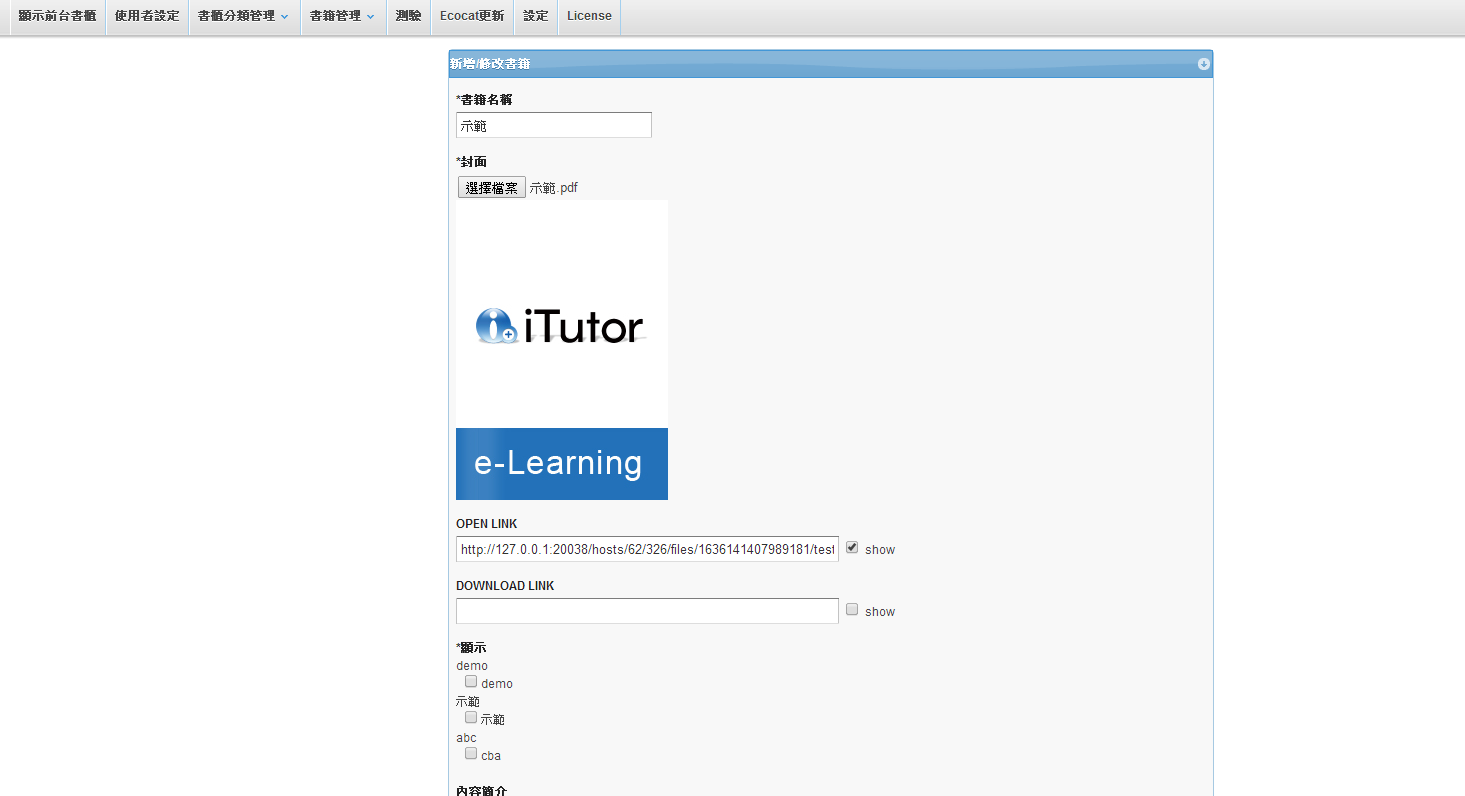 顯示前台書櫃 使用者設定 書櫃分類管理 書籍管理 測驗 Ecocat更新 設定 License
新增/修改書籍
*書籍名稱
示範
*封面
選擇檔案 示範.pdf
iTutor
e-Learning
OPEN LINK
http://127.0.0.1:20038/hosts/62/326/files/1636141407989181/test show
DOWNLOAD LINK
show
*顯示
demo
demo
示範
示範
abc
cba
內容簡介